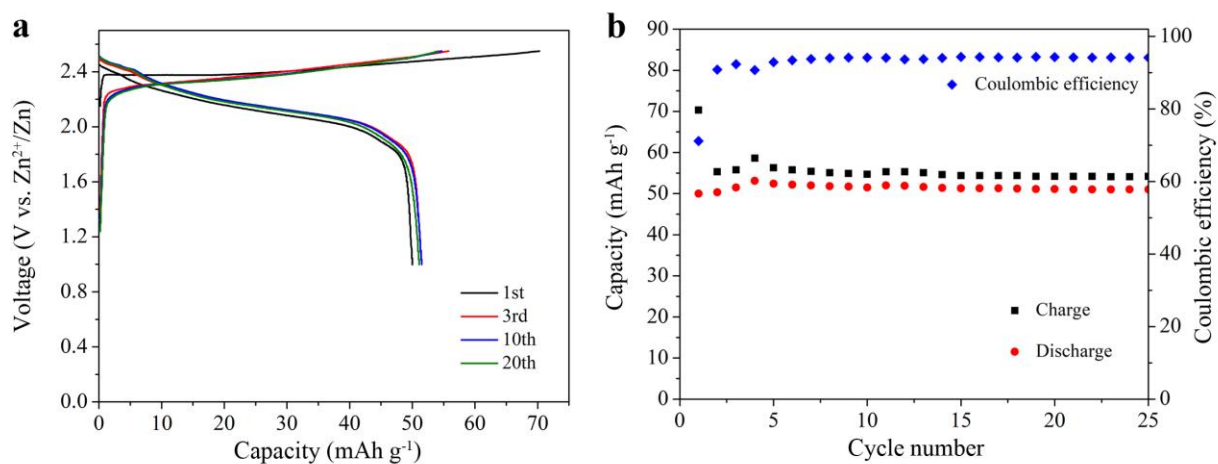 a
Voltage (V vs. Zn²⁺/Zn)
2.4
2.0
1.6
1.2
0.8
0.4
0.0
0 10 20 30 40 50 60 70
Capacity (mAh g⁻¹)
1st
3rd
10th
20th
b
Capacity (mAh g⁻¹)
90
80
70
60
50
40
30
20
10
0
0 5 10 15 20 25
Cycle number
Coulombic efficiency
Charge
Discharge
100
80
60
40
20
0
Coulombic efficiency (%)